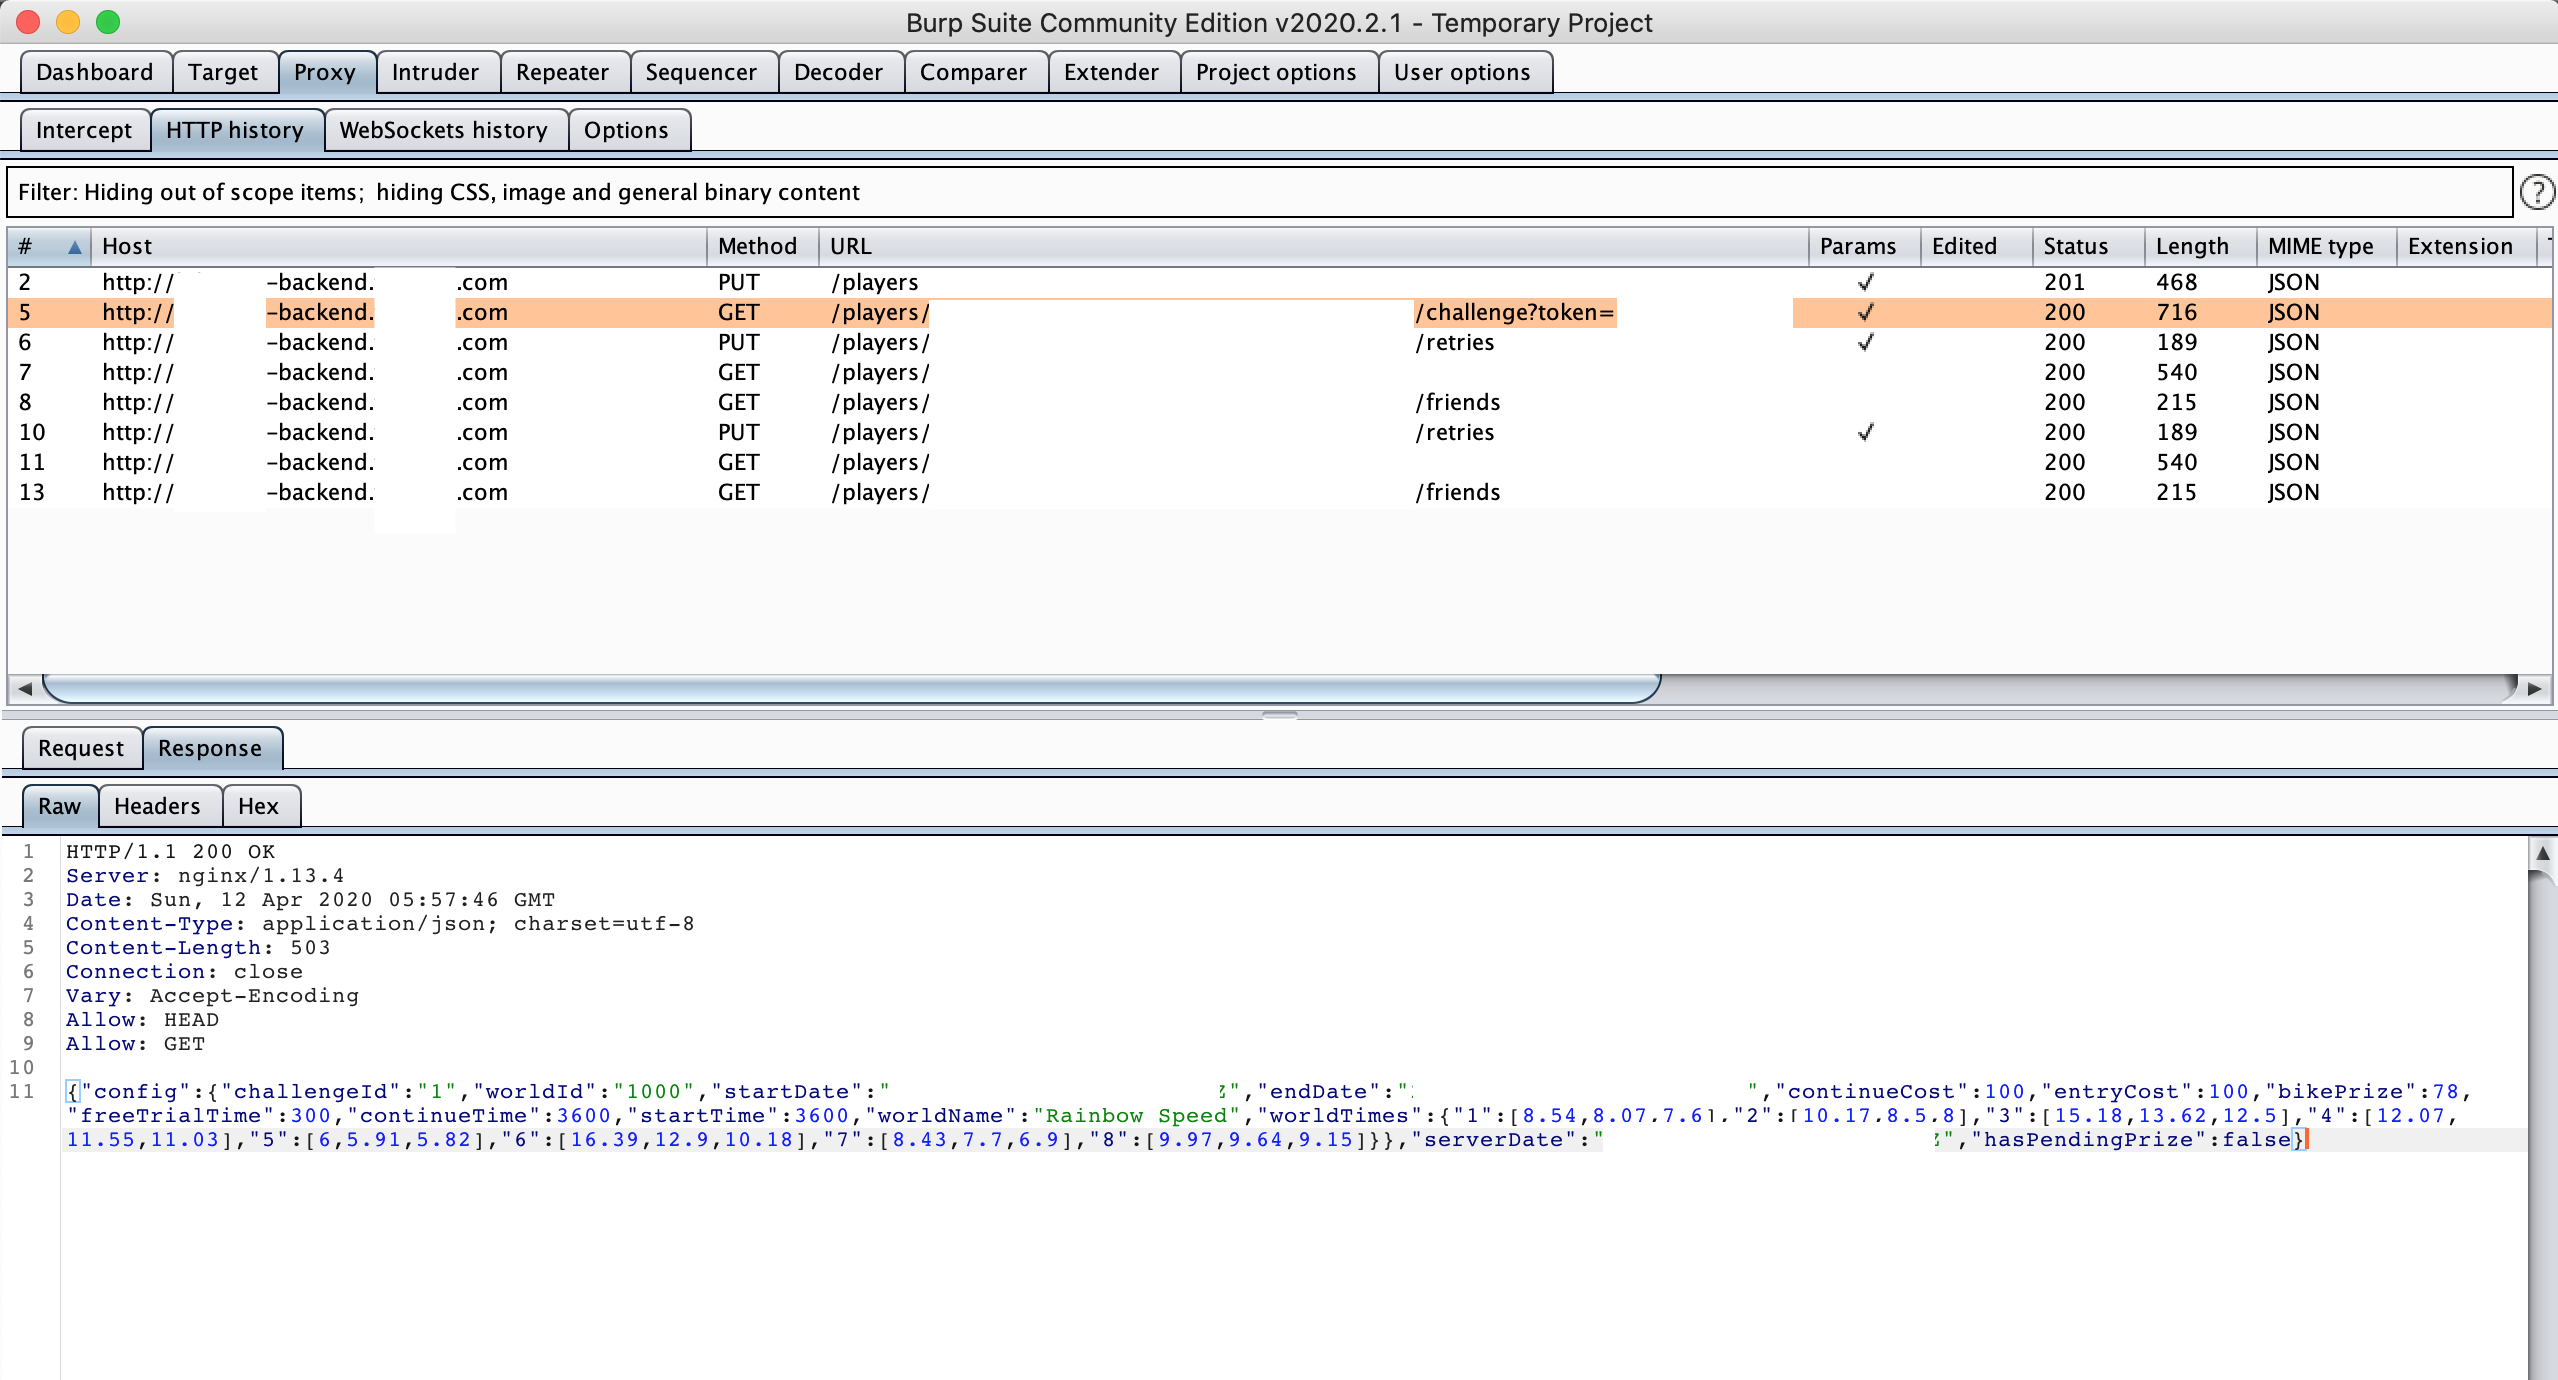 Burp Suite Community Edition v2020.2.1 - Temporary Project
Dashboard Target Proxy Intruder Repeater Sequencer Decoder Comparer Extender Project options User options
Intercept HTTP history WebSockets history Options
Filter: Hiding out of scope items; hiding CSS, image and general binary content ?
# Host Method URL Params Edited Status Length MIME type Extension
2 http:// -backend. .com PUT /players ✓ 201 468 JSON
5 http:// -backend. .com GET /players/ /challenge?token= ✓ 200 716 JSON
6 http:// -backend. .com PUT /players/ /retries ✓ 200 189 JSON
7 http:// -backend. .com GET /players/ 200 540 JSON
8 http:// -backend. .com GET /players/ /friends 200 215 JSON
10 http:// -backend. .com PUT /players/ /retries ✓ 200 189 JSON
11 http:// -backend. .com GET /players/ 200 540 JSON
13 http:// -backend. .com GET /players/ /friends 200 215 JSON
Request Response
Raw Headers Hex
1 HTTP/1.1 200 OK
2 Server: nginx/1.13.4
3 Date: Sun, 12 Apr 2020 05:57:46 GMT
4 Content-Type: application/json; charset=utf-8
5 Content-Length: 503
6 Connection: close
7 Vary: Accept-Encoding
8 Allow: HEAD
9 Allow: GET
10
11 {"config":{"challengeId":"1","worldId":"1000","startDate":" ","endDate":" ","continueCost":100,"entryCost":100,"bikePrize":78,
"freeTrialTime":300,"continueTime":3600,"startTime":3600,"worldName":"Rainbow Speed","worldTimes":{"1":[8.54,8.07,7.6],"2":[10.17,8.5,8],"3":[15.18,13.62,12.5],"4":[12.07,
11.55,11.03],"5":[6,5.91,5.82],"6":[16.39,12.9,10.18],"7":[8.43,7.7,6.9],"8":[9.97,9.64,9.15]}},"serverDate":" ","hasPendingPrize":false}